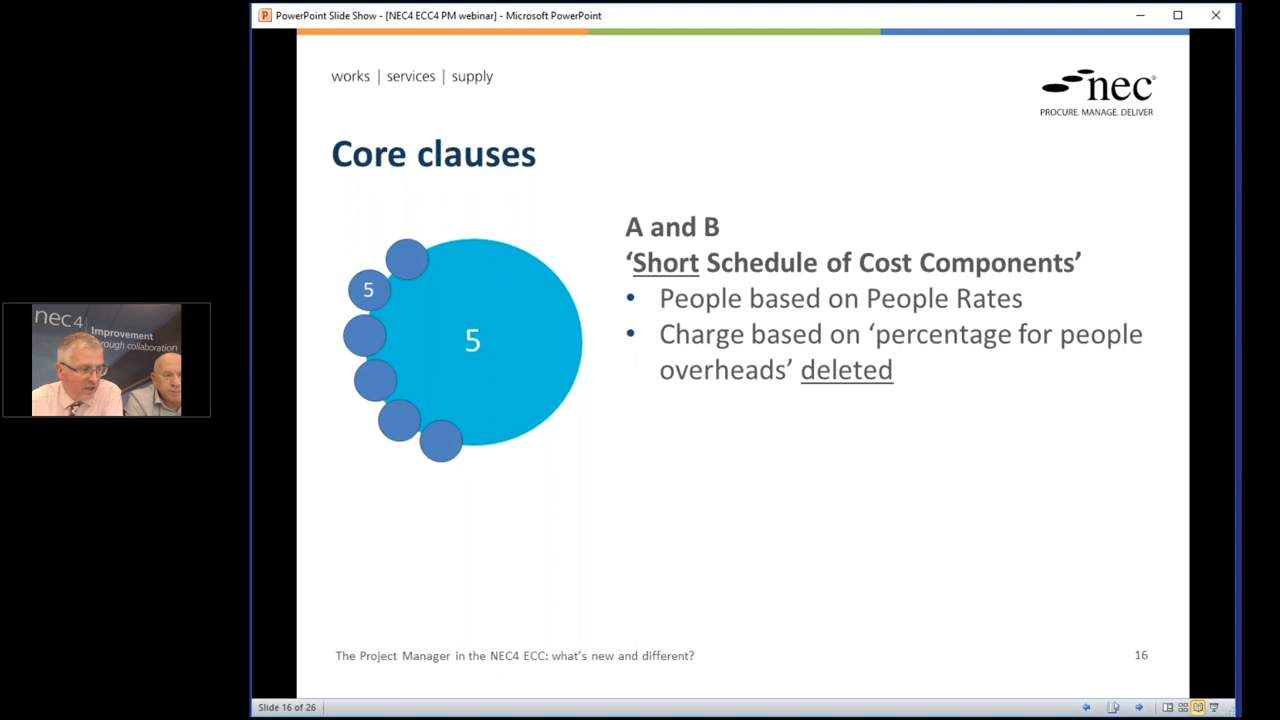 PowerPoint Slide Show - [NEC4 ECC4 PM webinar] - Microsoft PowerPoint
works | services | supply
nec®
PROCURE. MANAGE. DELIVER
Core clauses
A and B
‘Short Schedule of Cost Components’
• People based on People Rates
• Charge based on ‘percentage for people
overheads’ deleted
5
5
nec4
Improvement
through collaboration
The Project Manager in the NEC4 ECC: what’s new and different?
16
Slide 16 of 26